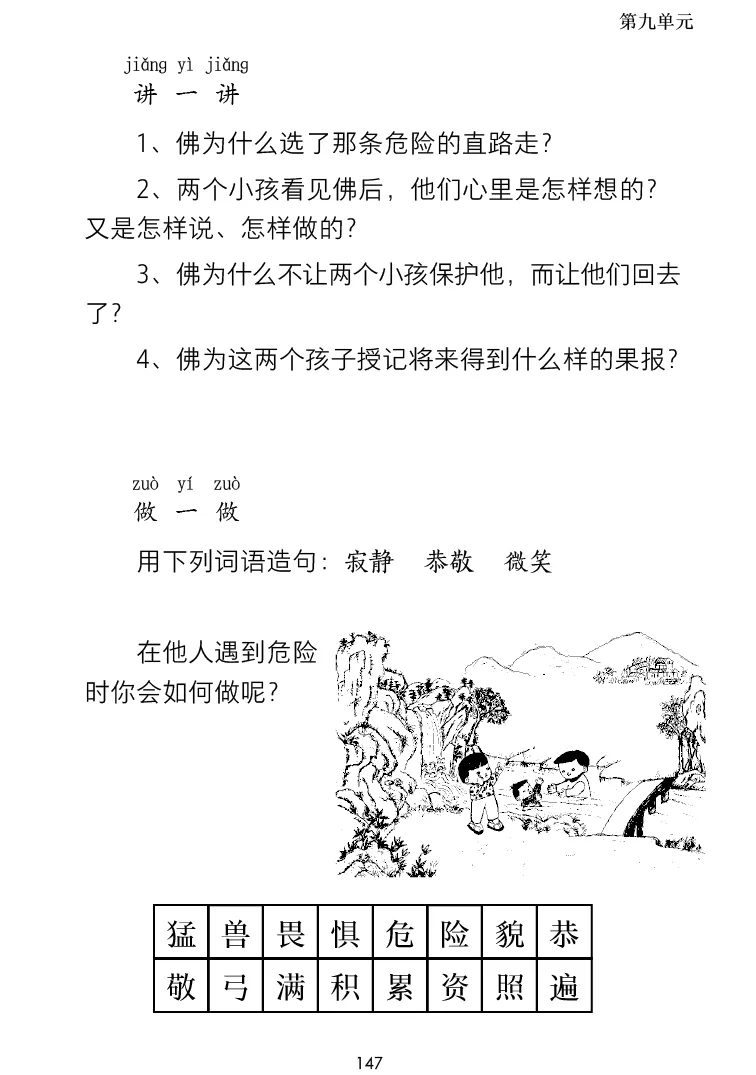 第九单元
jiǎng yì jiǎng
讲 一 讲
1、佛为什么选了那条危险的直路走？
2、两个小孩看见佛后，他们心里是怎样想的？
又是怎样说、怎样做的？
3、佛为什么不让两个小孩保护他，而让他们回去
了？
4、佛为这两个孩子授记将来得到什么样的果报？
zuò yí zuò
做 一 做
用下列词语造句：寂静 恭敬 微笑
在他人遇到危险
时你会如何做呢？
猛 兽 畏 惧 危 险 貌 恭
敬 弓 满 积 累 资 照 遍
147